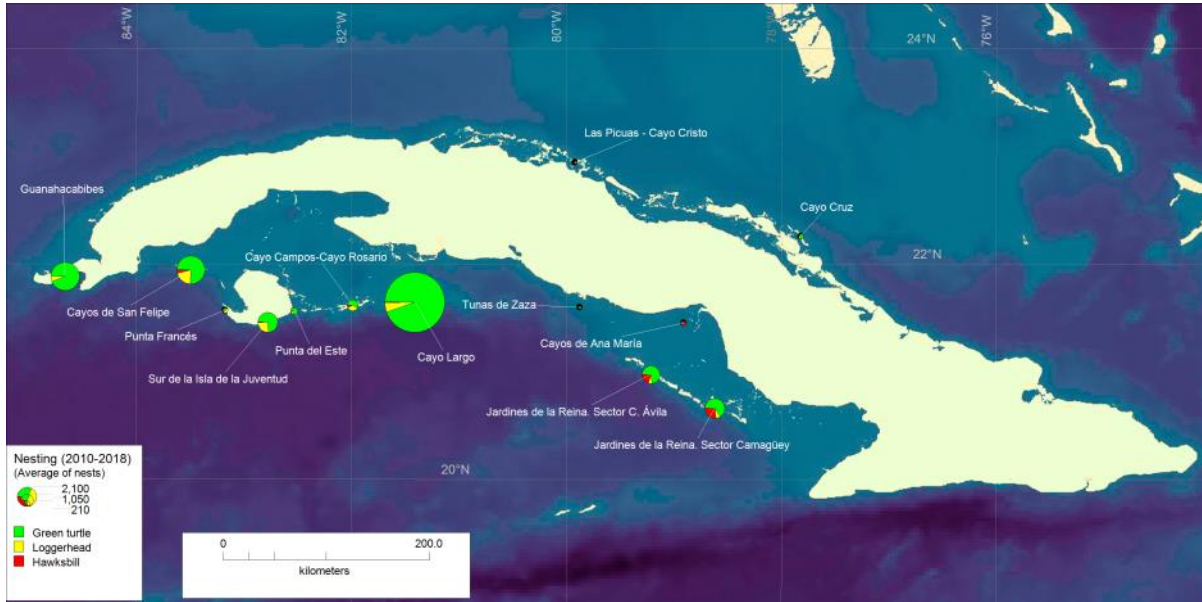 84°W
82°W
80°W
78°W
76°W
24°N
Las Picuas - Cayo Cristo
Guanahacabibes
Cayo Cruz
Cayo Campos-Cayo Rosario
22°N
Cayos de San Felipe
Tunas de Zaza
Punta Francés
Punta del Este
Cayo Largo
Cayos de Ana María
Sur de la Isla de la Juventud
Jardines de la Reina. Sector C. Ávila
Jardines de la Reina. Sector Camagüey
20°N
Nesting (2010-2018)
(Average of nests)
2,100
1,050
210
Green turtle
Loggerhead
Hawksbill
0 200.0
kilometers